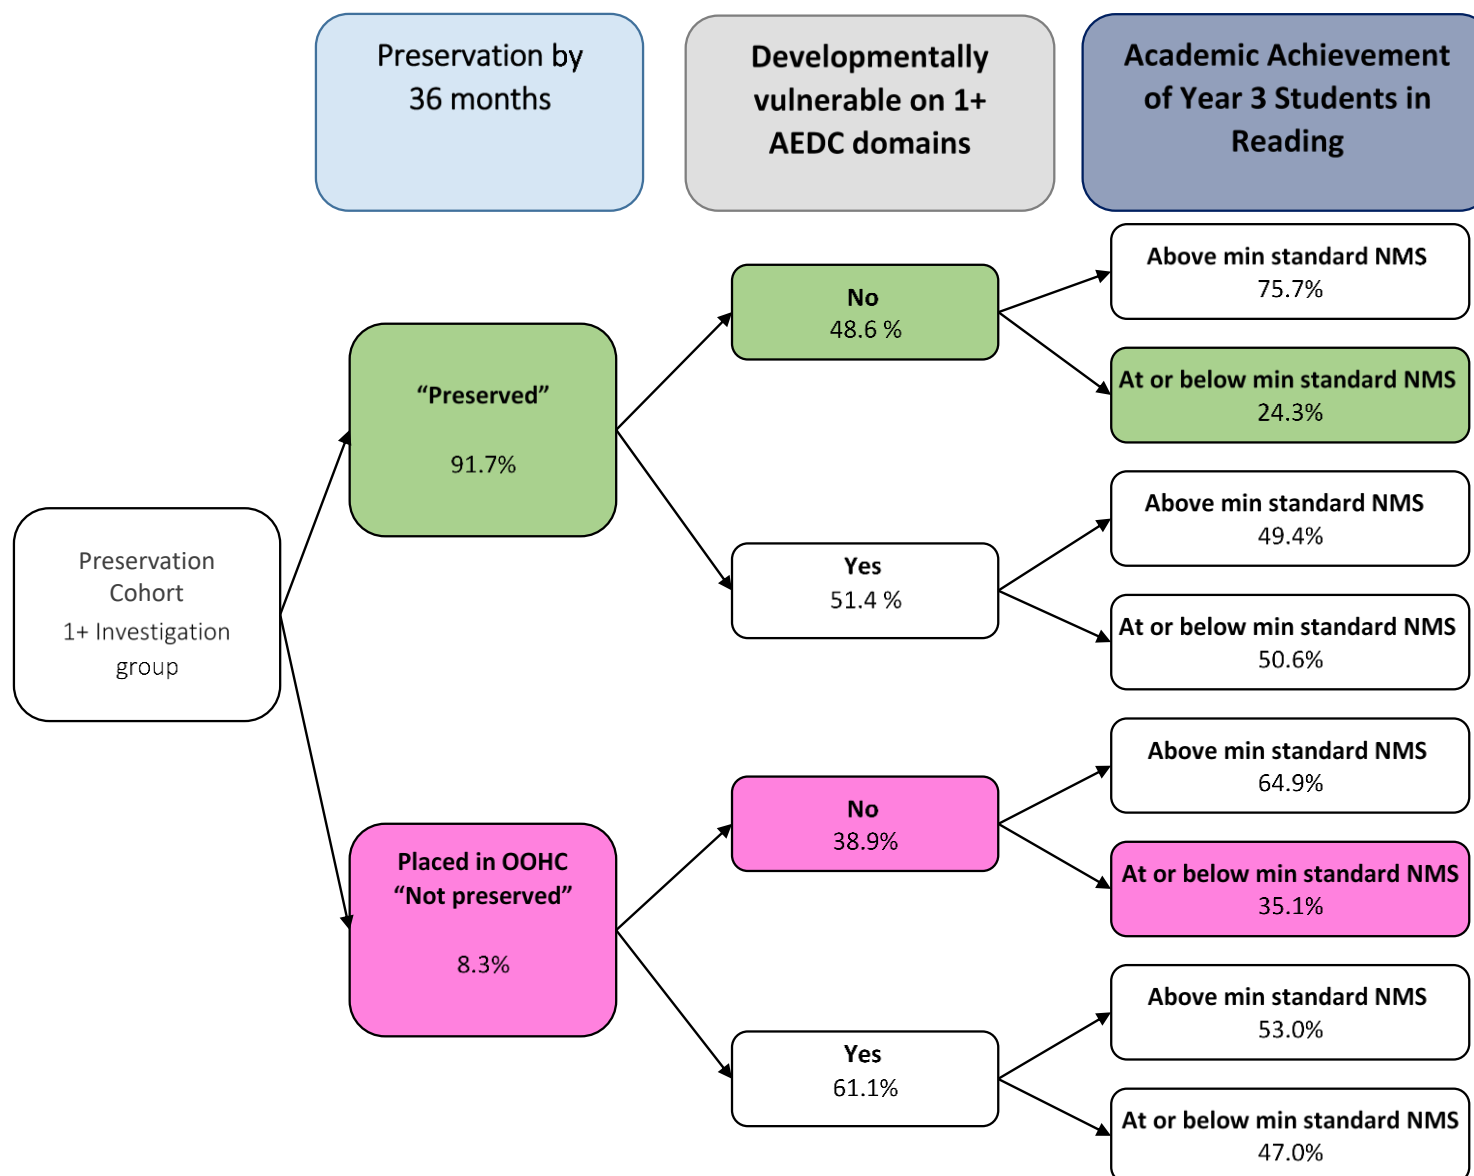 Preservation by
36 months
Developmentally
vulnerable on 1+
AEDC domains
Academic Achievement
of Year 3 Students in
Reading
Preservation
Cohort
1+ Investigation
group
“Preserved”
91.7%
Placed in OOHC
“Not preserved”
8.3%
No
48.6 %
Yes
51.4 %
No
38.9%
Yes
61.1%
Above min standard NMS
75.7%
At or below min standard NMS
24.3%
Above min standard NMS
49.4%
At or below min standard NMS
50.6%
Above min standard NMS
64.9%
At or below min standard NMS
35.1%
Above min standard NMS
53.0%
At or below min standard NMS
47.0%